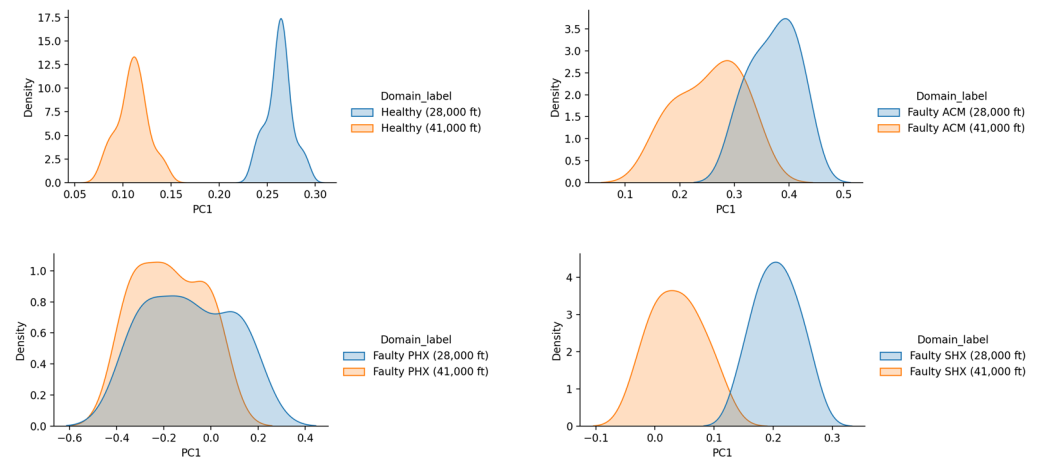 17.5
15.0
12.5
10.0
7.5
5.0
2.5
0.0
Density
0.05 0.10 0.15 0.20 0.25 0.30
PC1
Domain_label
Healthy (28,000 ft)
Healthy (41,000 ft)
3.5
3.0
2.5
2.0
1.5
1.0
0.5
0.0
Density
0.1 0.2 0.3 0.4 0.5
PC1
Domain_label
Faulty ACM (28,000 ft)
Faulty ACM (41,000 ft)
1.0
0.8
0.6
0.4
0.2
0.0
Density
−0.6 −0.4 −0.2 0.0 0.2 0.4
PC1
Domain_label
Faulty PHX (28,000 ft)
Faulty PHX (41,000 ft)
4
3
2
1
0
Density
−0.1 0.0 0.1 0.2 0.3
PC1
Domain_label
Faulty SHX (28,000 ft)
Faulty SHX (41,000 ft)